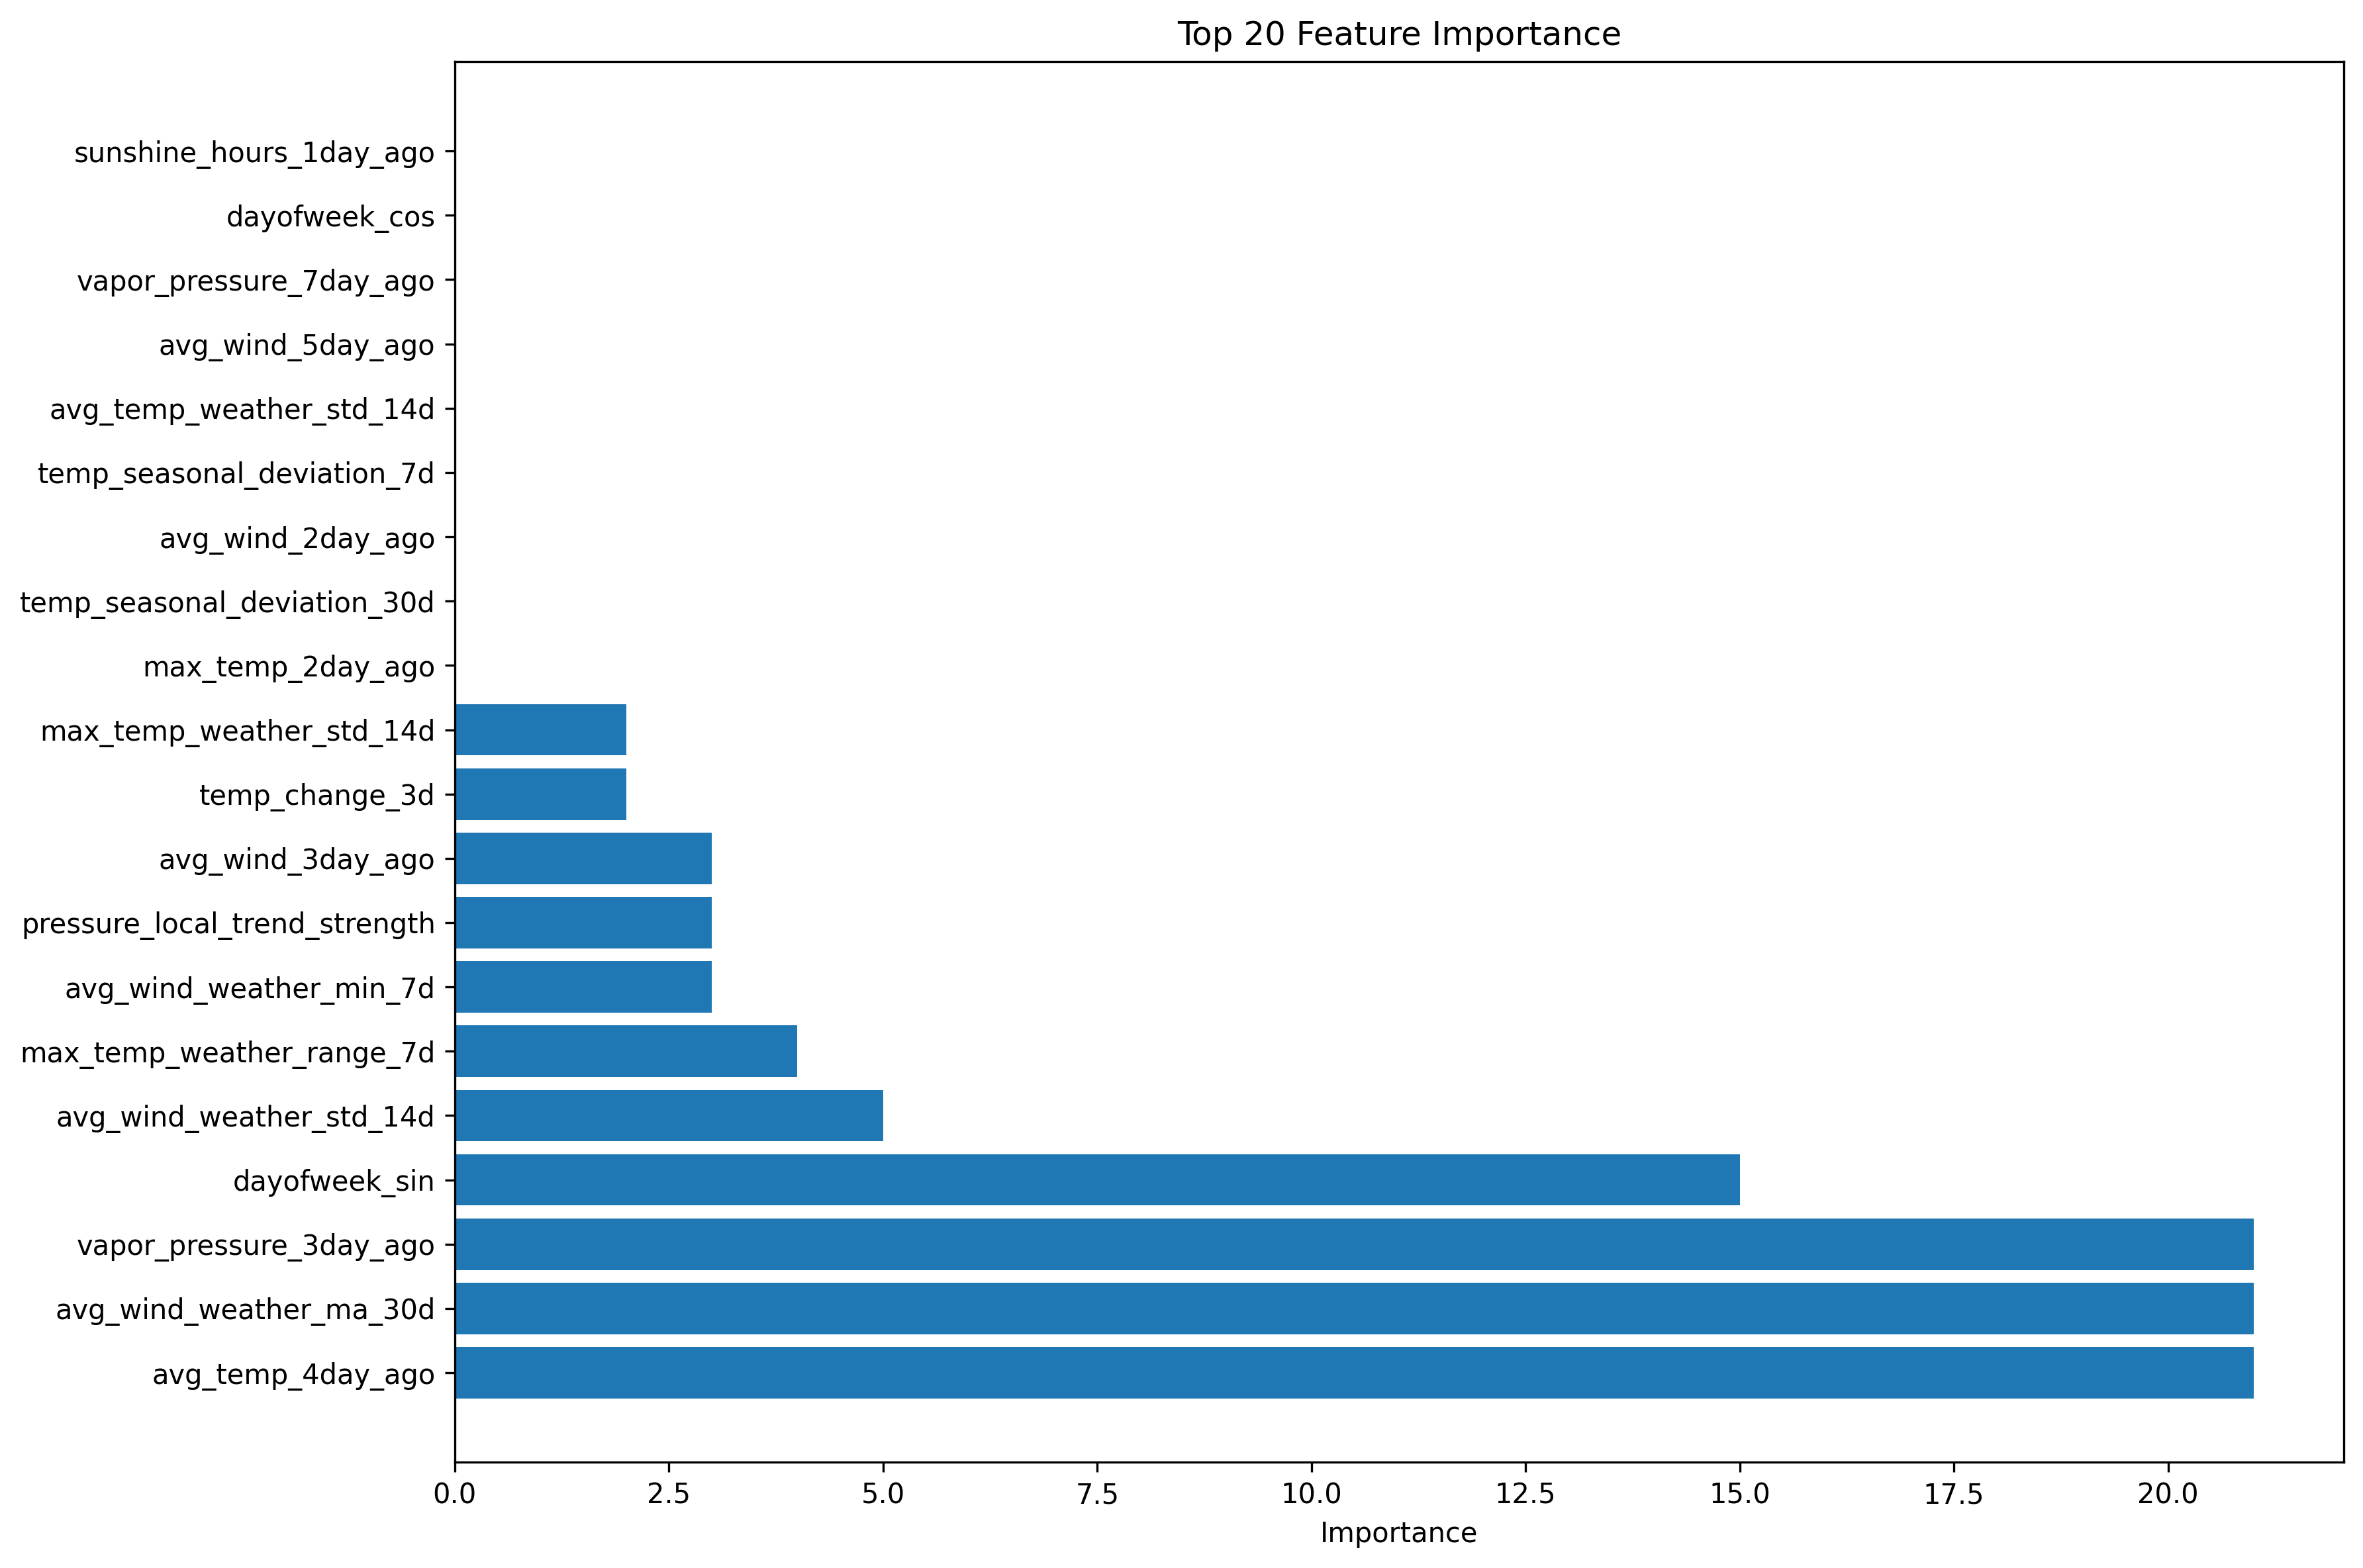 Top 20 Feature Importance
sunshine_hours_1day_ago
dayofweek_cos
vapor_pressure_7day_ago
avg_wind_5day_ago
avg_temp_weather_std_14d
temp_seasonal_deviation_7d
avg_wind_2day_ago
temp_seasonal_deviation_30d
max_temp_2day_ago
max_temp_weather_std_14d
temp_change_3d
avg_wind_3day_ago
pressure_local_trend_strength
avg_wind_weather_min_7d
max_temp_weather_range_7d
avg_wind_weather_std_14d
dayofweek_sin
vapor_pressure_3day_ago
avg_wind_weather_ma_30d
avg_temp_4day_ago
0.0 2.5 5.0 7.5 10.0 12.5 15.0 17.5 20.0
Importance